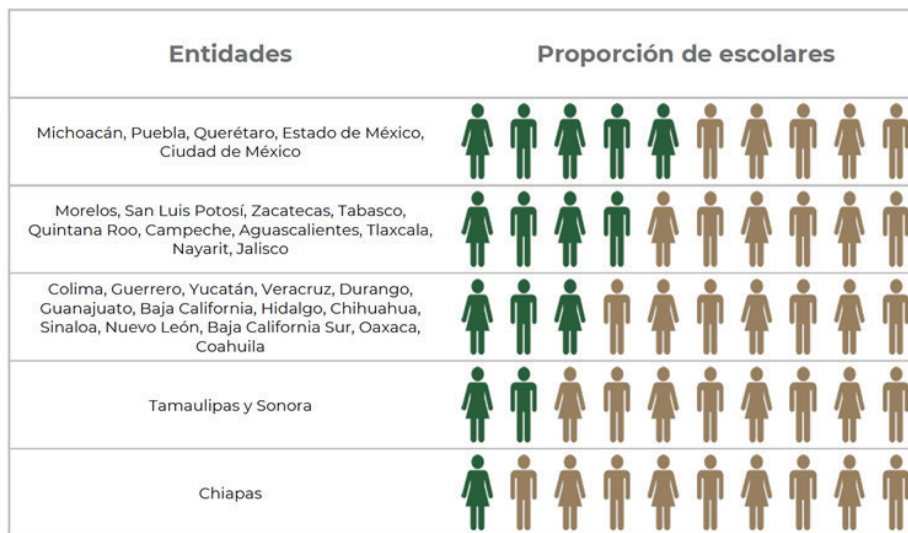 Entidades
Proporción de escolares
Michoacán, Puebla, Querétaro, Estado de México,
Ciudad de México
Morelos, San Luis Potosí, Zacatecas, Tabasco,
Quintana Roo, Campeche, Aguascalientes, Tlaxcala,
Nayarit, Jalisco
Colima, Guerrero, Yucatán, Veracruz, Durango,
Guanajuato, Baja California, Hidalgo, Chihuahua,
Sinaloa, Nuevo León, Baja California Sur, Oaxaca,
Coahuila
Tamaulipas y Sonora
Chiapas